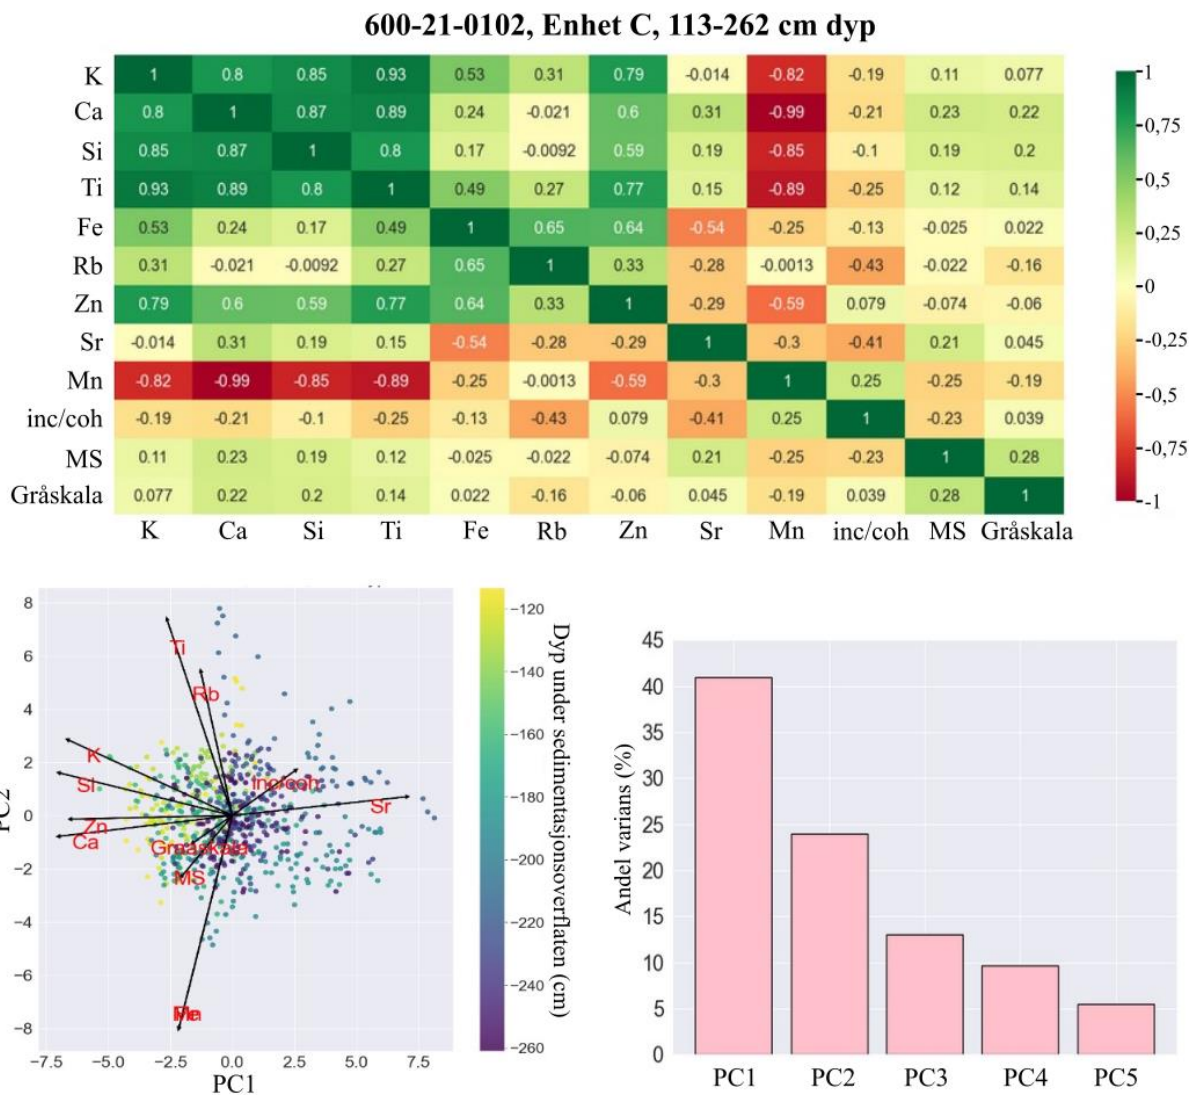 600-21-0102, Enhet C, 113-262 cm dyp
K 1 0.8 0.85 0.93 0.53 0.31 0.79 -0.014 -0.82 -0.19 0.11 0.077
Ca 0.8 1 0.87 0.89 0.24 -0.021 0.6 0.31 -0.99 -0.21 0.23 0.22
Si 0.85 0.87 1 0.8 0.17 -0.0092 0.59 0.19 -0.85 -0.1 0.19 0.2
Ti 0.93 0.89 0.8 1 0.49 0.27 0.77 0.15 -0.89 -0.25 0.12 0.14
Fe 0.53 0.24 0.17 0.49 1 0.65 0.64 -0.54 -0.25 -0.13 -0.025 0.022
Rb 0.31 -0.021 -0.0092 0.27 0.65 1 0.33 -0.28 -0.0013 -0.43 -0.022 -0.16
Zn 0.79 0.6 0.59 0.77 0.64 0.33 1 -0.29 -0.59 0.079 -0.074 -0.06
Sr -0.014 0.31 0.19 0.15 -0.54 -0.28 -0.29 1 -0.3 -0.41 0.21 0.045
Mn -0.82 -0.99 -0.85 -0.89 -0.25 -0.0013 -0.59 -0.3 1 0.25 -0.25 -0.19
inc/coh -0.19 -0.21 -0.1 -0.25 -0.13 -0.43 0.079 -0.41 0.25 1 -0.23 0.039
MS 0.11 0.23 0.19 0.12 -0.025 -0.022 -0.074 0.21 -0.25 -0.23 1 0.28
Gråskala 0.077 0.22 0.2 0.14 0.022 -0.16 -0.06 0.045 -0.19 0.039 0.28 1
K Ca Si Ti Fe Rb Zn Sr Mn inc/coh MS Gråskala
1
0,75
0,5
0,25
0
-0,25
-0,5
-0,75
-1
8
6
4
2
0
−2
−4
−6
−8
PC2
Ti
Rb
K
Si
inc/coh
Sr
Zn
Ca
MS
−7.5 −5.0 −2.5 0.0 2.5 5.0 7.5
PC1
−120
−140
−160
−180
−200
−220
−240
−260
Dyp under sedimentasjonsoverflaten (cm)
45
40
35
30
25
20
15
10
5
0
Andel varians (%)
PC1 PC2 PC3 PC4 PC5